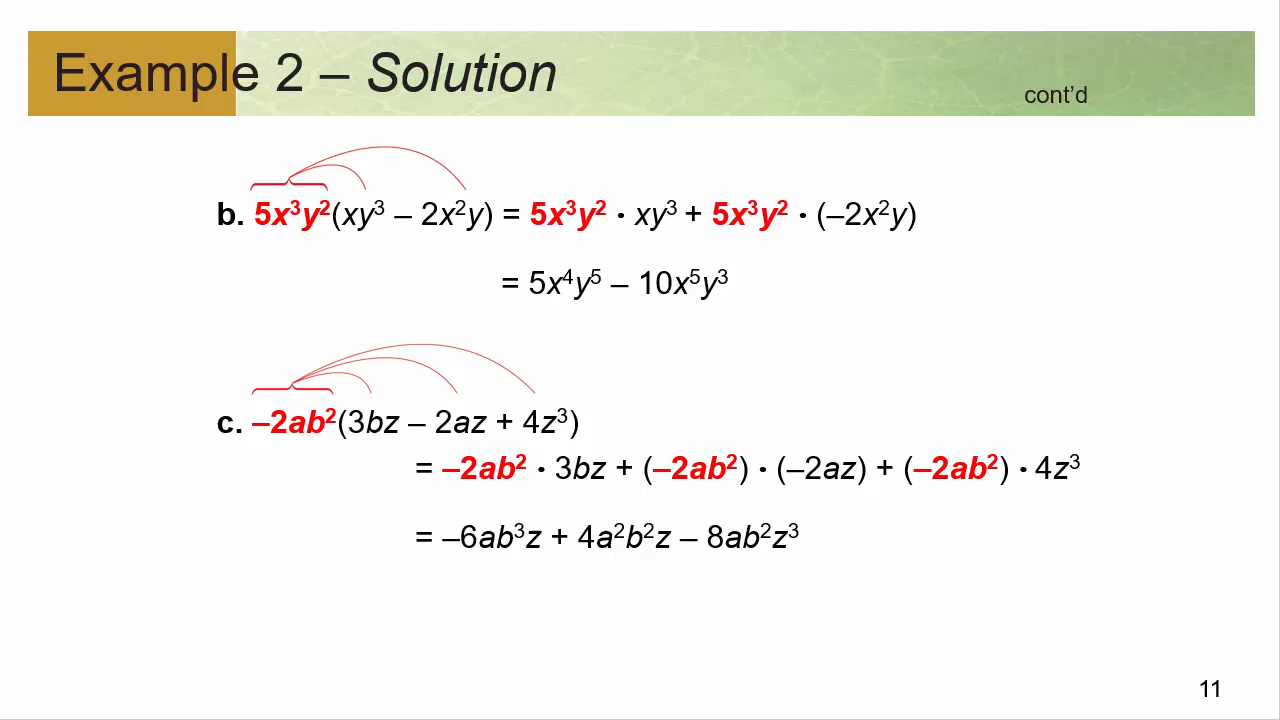 Example 2 – Solution
cont’d
b. 5x³y²(xy³ – 2x²y) = 5x³y² · xy³ + 5x³y² · (–2x²y)
= 5x⁴y⁵ – 10x⁵y³
c. –2ab²(3bz – 2az + 4z³)
= –2ab² · 3bz + (–2ab²) · (–2az) + (–2ab²) · 4z³
= –6ab³z + 4a²b²z – 8ab²z³
11